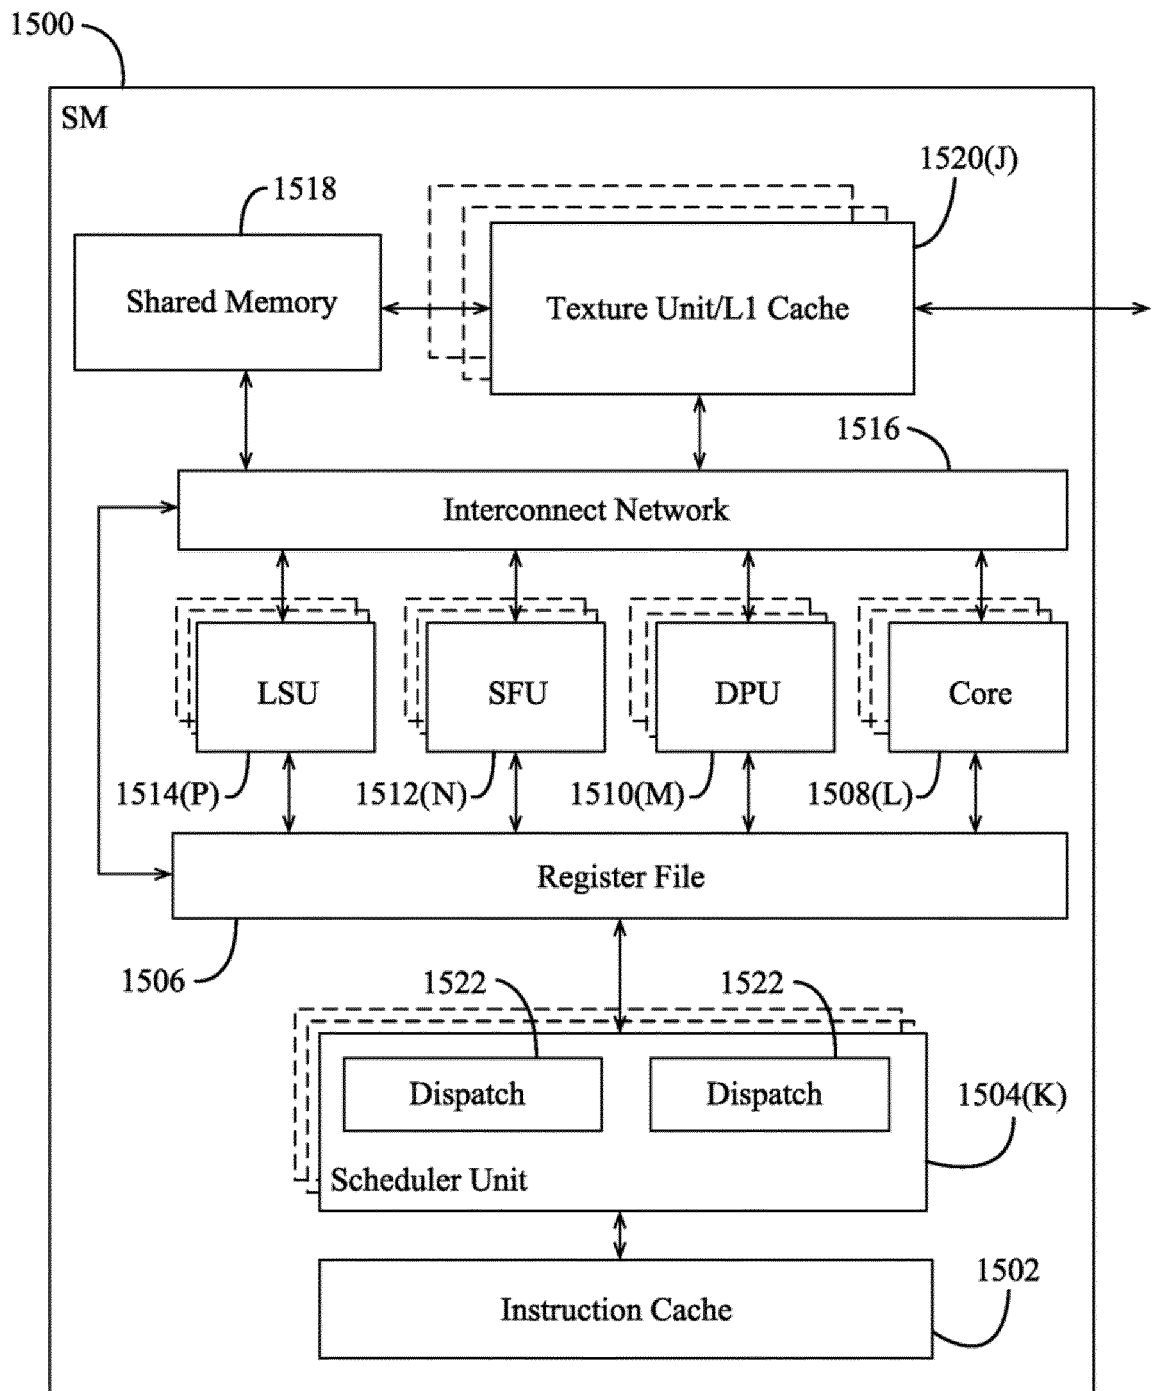 1500
SM
1520(J)
1518
Shared Memory
Texture Unit/L1 Cache
1516
Interconnect Network
LSU
SFU
DPU
Core
1514(P)
1512(N)
1510(M)
1508(L)
Register File
1506
1522
1522
Dispatch
Dispatch
1504(K)
Scheduler Unit
1502
Instruction Cache